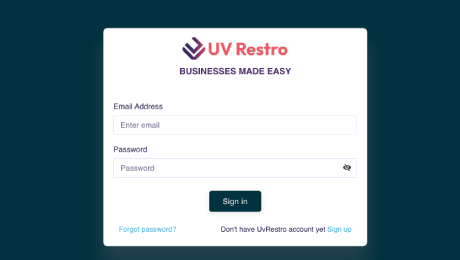 UV Restro
BUSINESSES MADE EASY
Email Address
Enter email
Password
Password
Sign in
Forgot password? Don't have UvRestro account yet Sign up